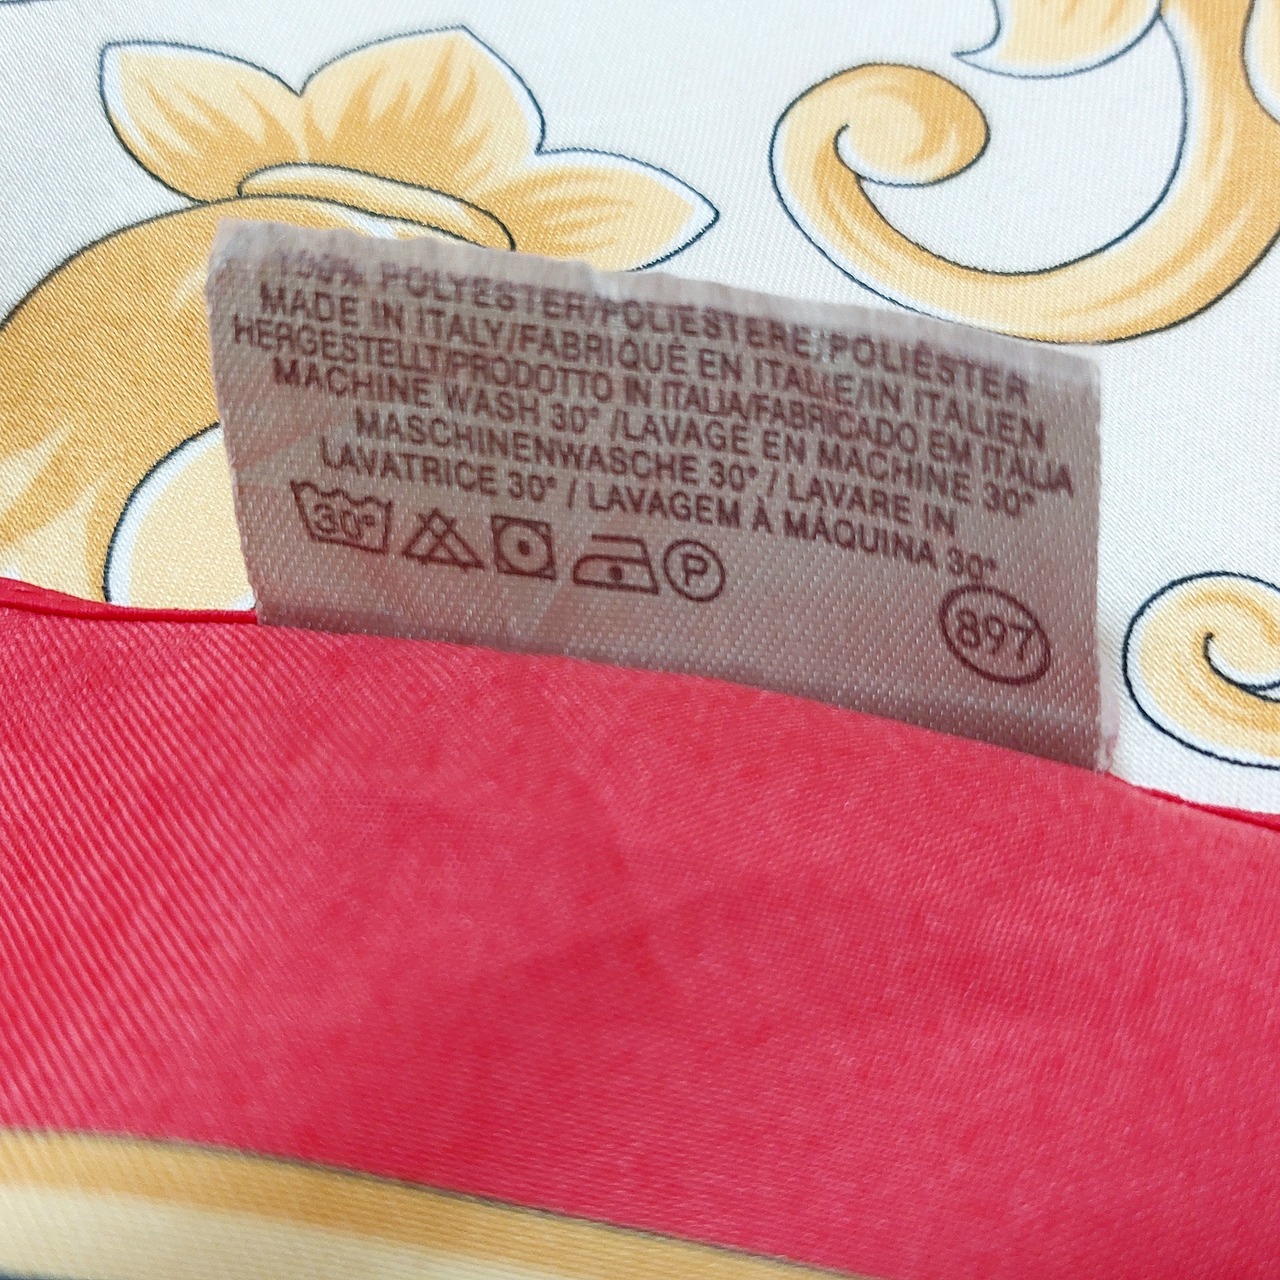 100% POLYESTER/POLIESTERE/POLIÉSTER
MADE IN ITALY/FABRIQUÉ EN ITALIE/IN ITALIEN
HERGESTELLT/PRODOTTO IN ITALIA/FABRICADO EM ITÁLIA
MACHINE WASH 30° /LAVAGE EN MACHINE 30°
MASCHINENWASCHE 30° / LAVARE IN
LAVATRICE 30° / LAVAGEM À MÁQUINA 30°
30° P
897